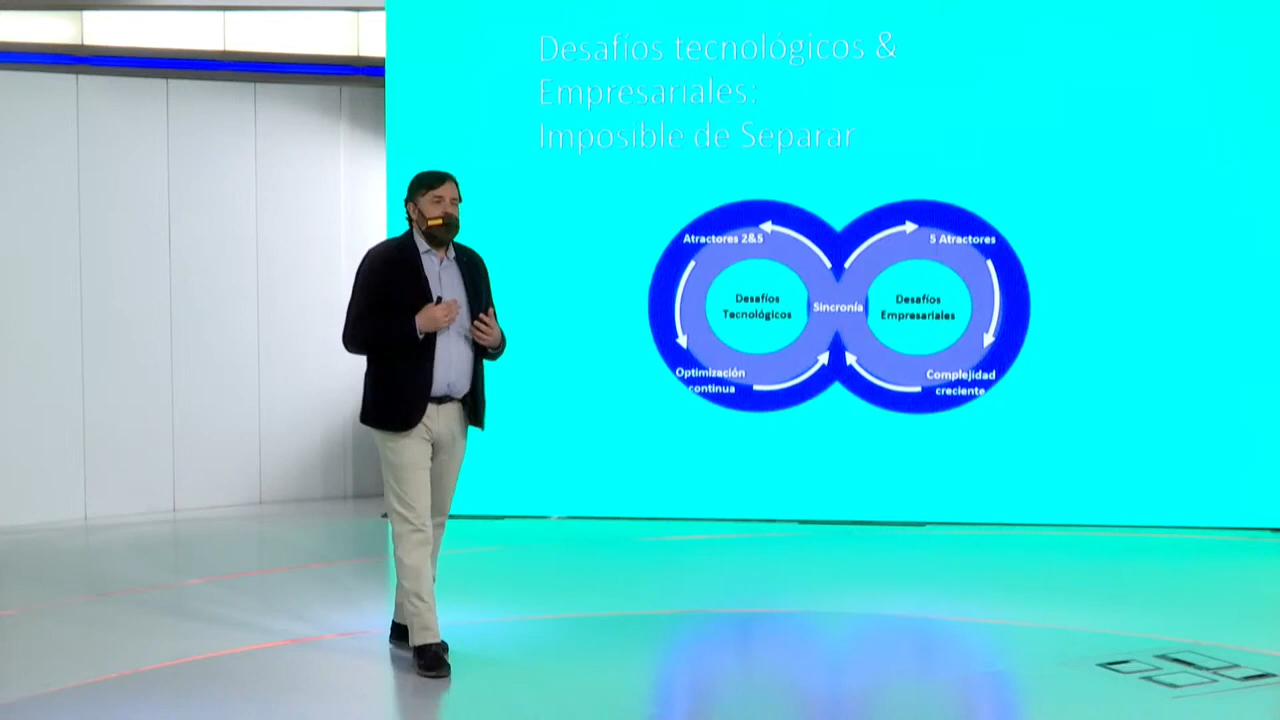 Desafíos tecnológicos &
Empresariales:
Imposible de Separar
Atractores 2&5
5 Atractores
Desafíos
Tecnológicos
Sincronía
Desafíos
Empresariales
Optimización
continua
Complejidad
creciente